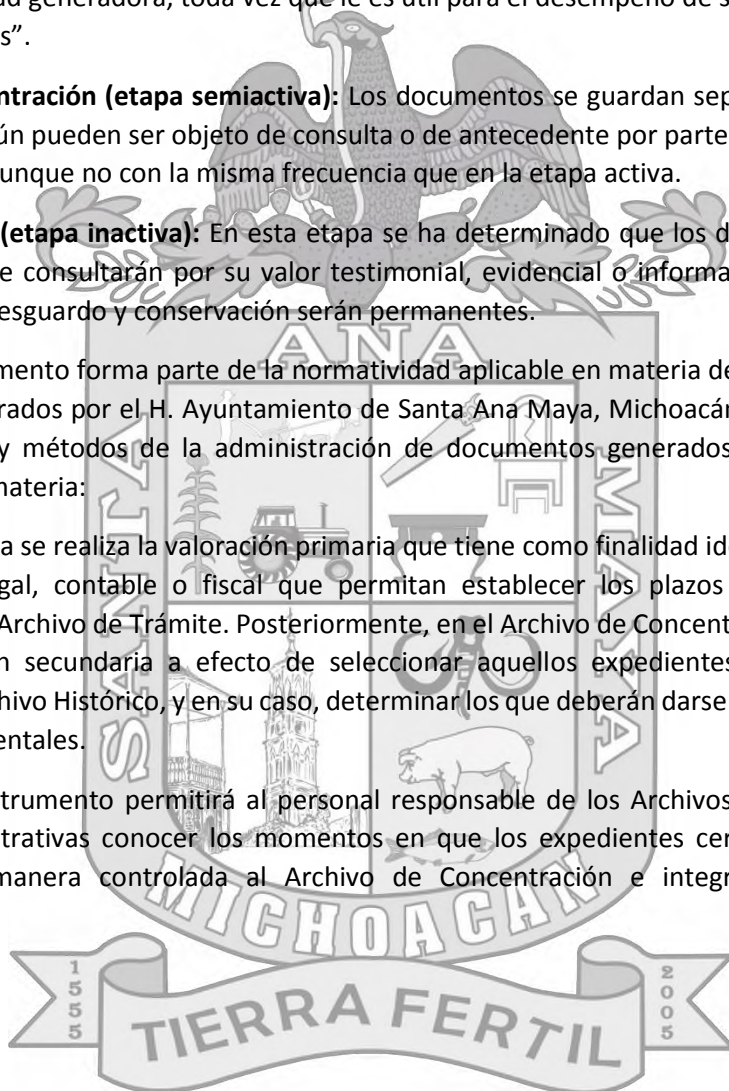 ad generadora, toda vez que le es útil para el desempeño de s
s”.
ntración (etapa semiactiva): Los documentos se guardan sep
ún pueden ser objeto de consulta o de antecedente por parte
unque no con la misma frecuencia que en la etapa activa.
(etapa inactiva): En esta etapa se ha determinado que los d
e consultarán por su valor testimonial, evidencial o informa
esguardo y conservación serán permanentes.
mento forma parte de la normatividad aplicable en materia de
rados por el H. Ayuntamiento de Santa Ana Maya, Michoacán
y métodos de la administración de documentos generados
materia:
a se realiza la valoración primaria que tiene como finalidad ide
gal, contable o fiscal que permitan establecer los plazos
Archivo de Trámite. Posteriormente, en el Archivo de Concent
n secundaria a efecto de seleccionar aquellos expedientes
hivo Histórico, y en su caso, determinar los que deberán darse
entales.
strumento permitirá al personal responsable de los Archivos
trativas conocer los momentos en que los expedientes cer
manera controlada al Archivo de Concentración e integr
SANTA
ANA
MAYA
MICHOACÁN
1555
TIERRA FERTIL
2005